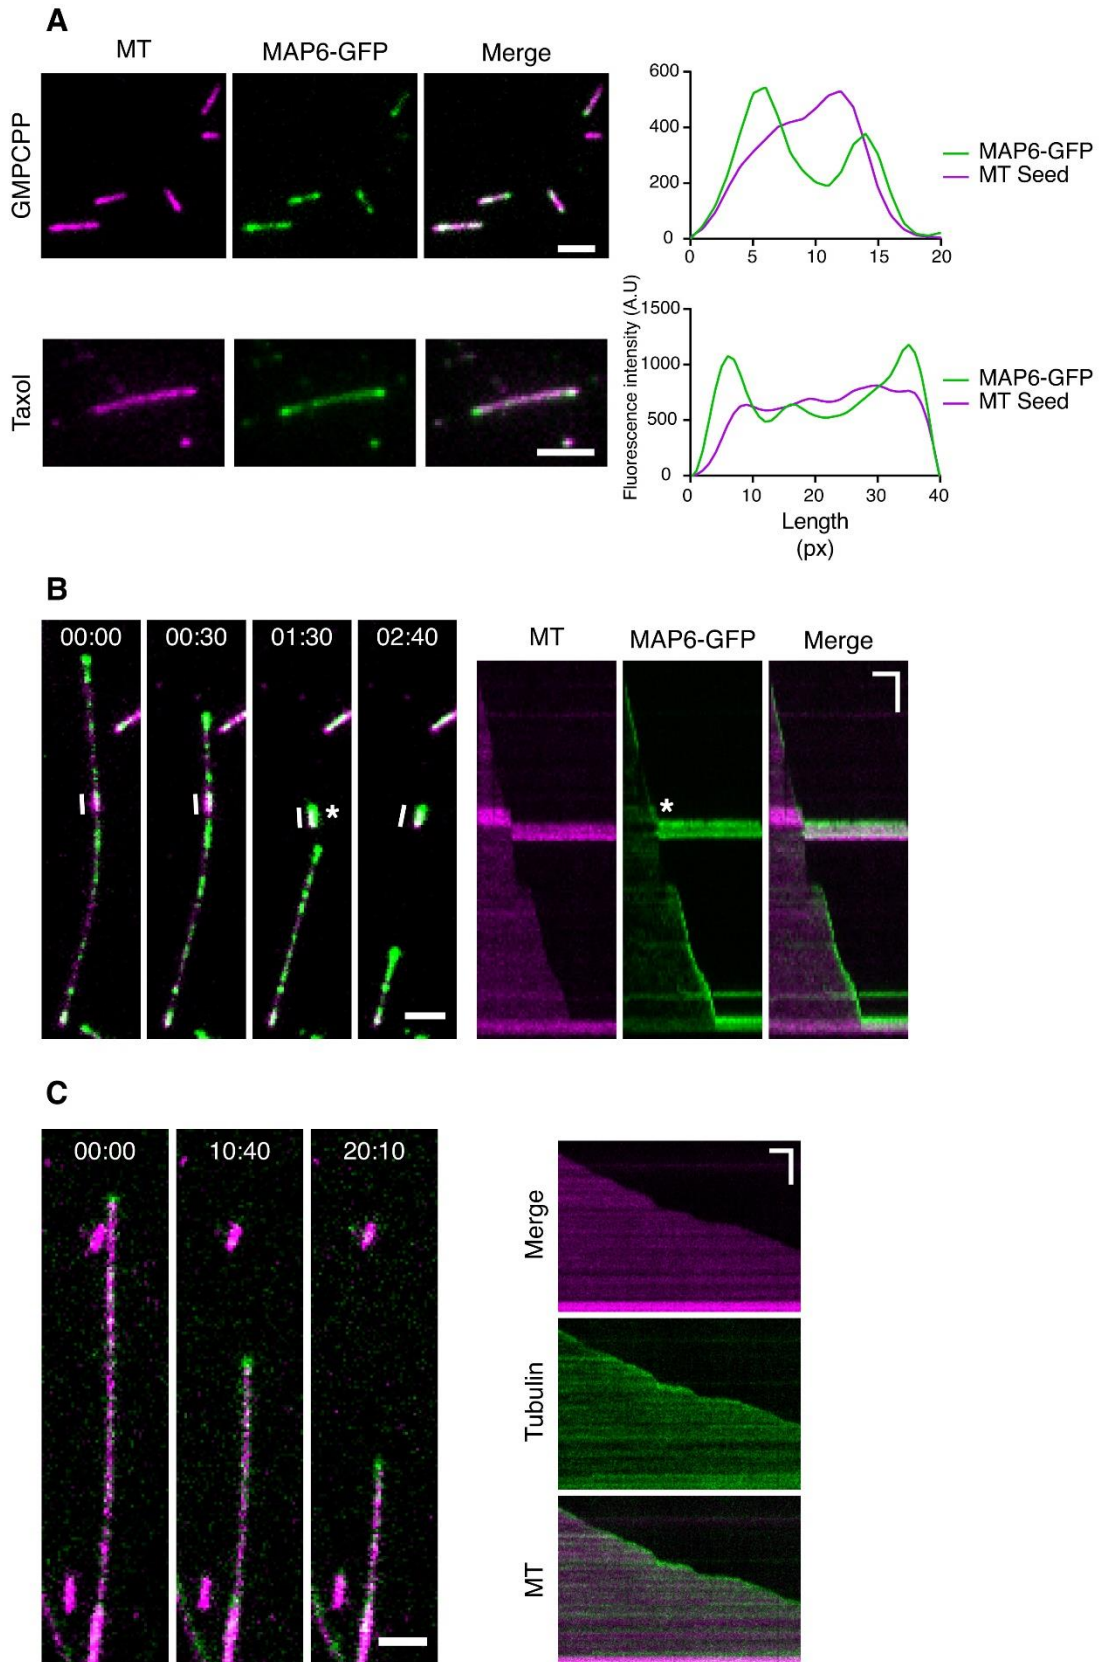 A
MT MAP6-GFP Merge
GMPCPP
600
400
200
0
0 5 10 15 20
MAP6-GFP
MT Seed
Taxol
Fluorescence intensity (A.U)
1500
1000
500
0
0 10 20 30 40
Length
(px)
MAP6-GFP
MT Seed
B
00:00 00:30 01:30 02:40
*
MT MAP6-GFP Merge
*
C
00:00 10:40 20:10
Merge
Tubulin
MT